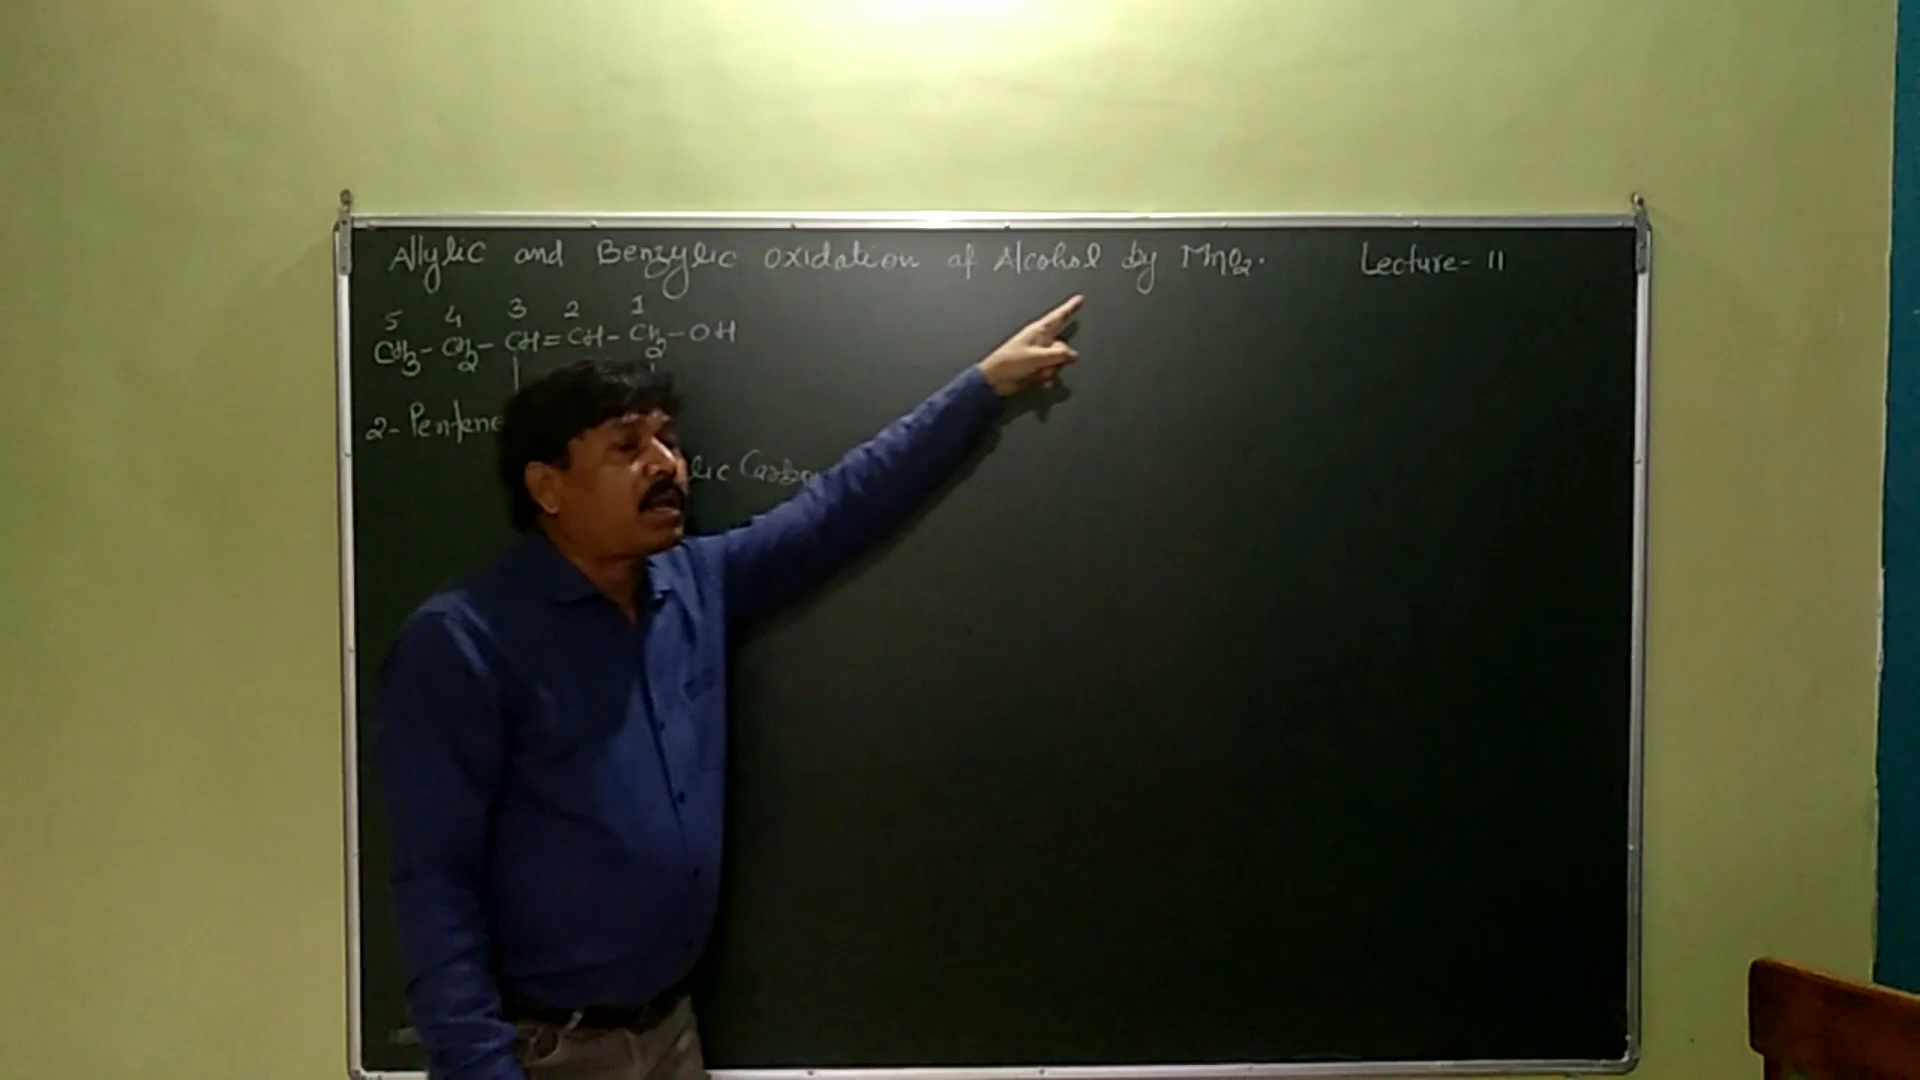 Allylic and Benzylic oxidation of Alcohol by MnO2. Lecture- 11
5 4 3 2 1
CH3-CH2-CH=CH-CH2-OH
2-Pentene
Carbon